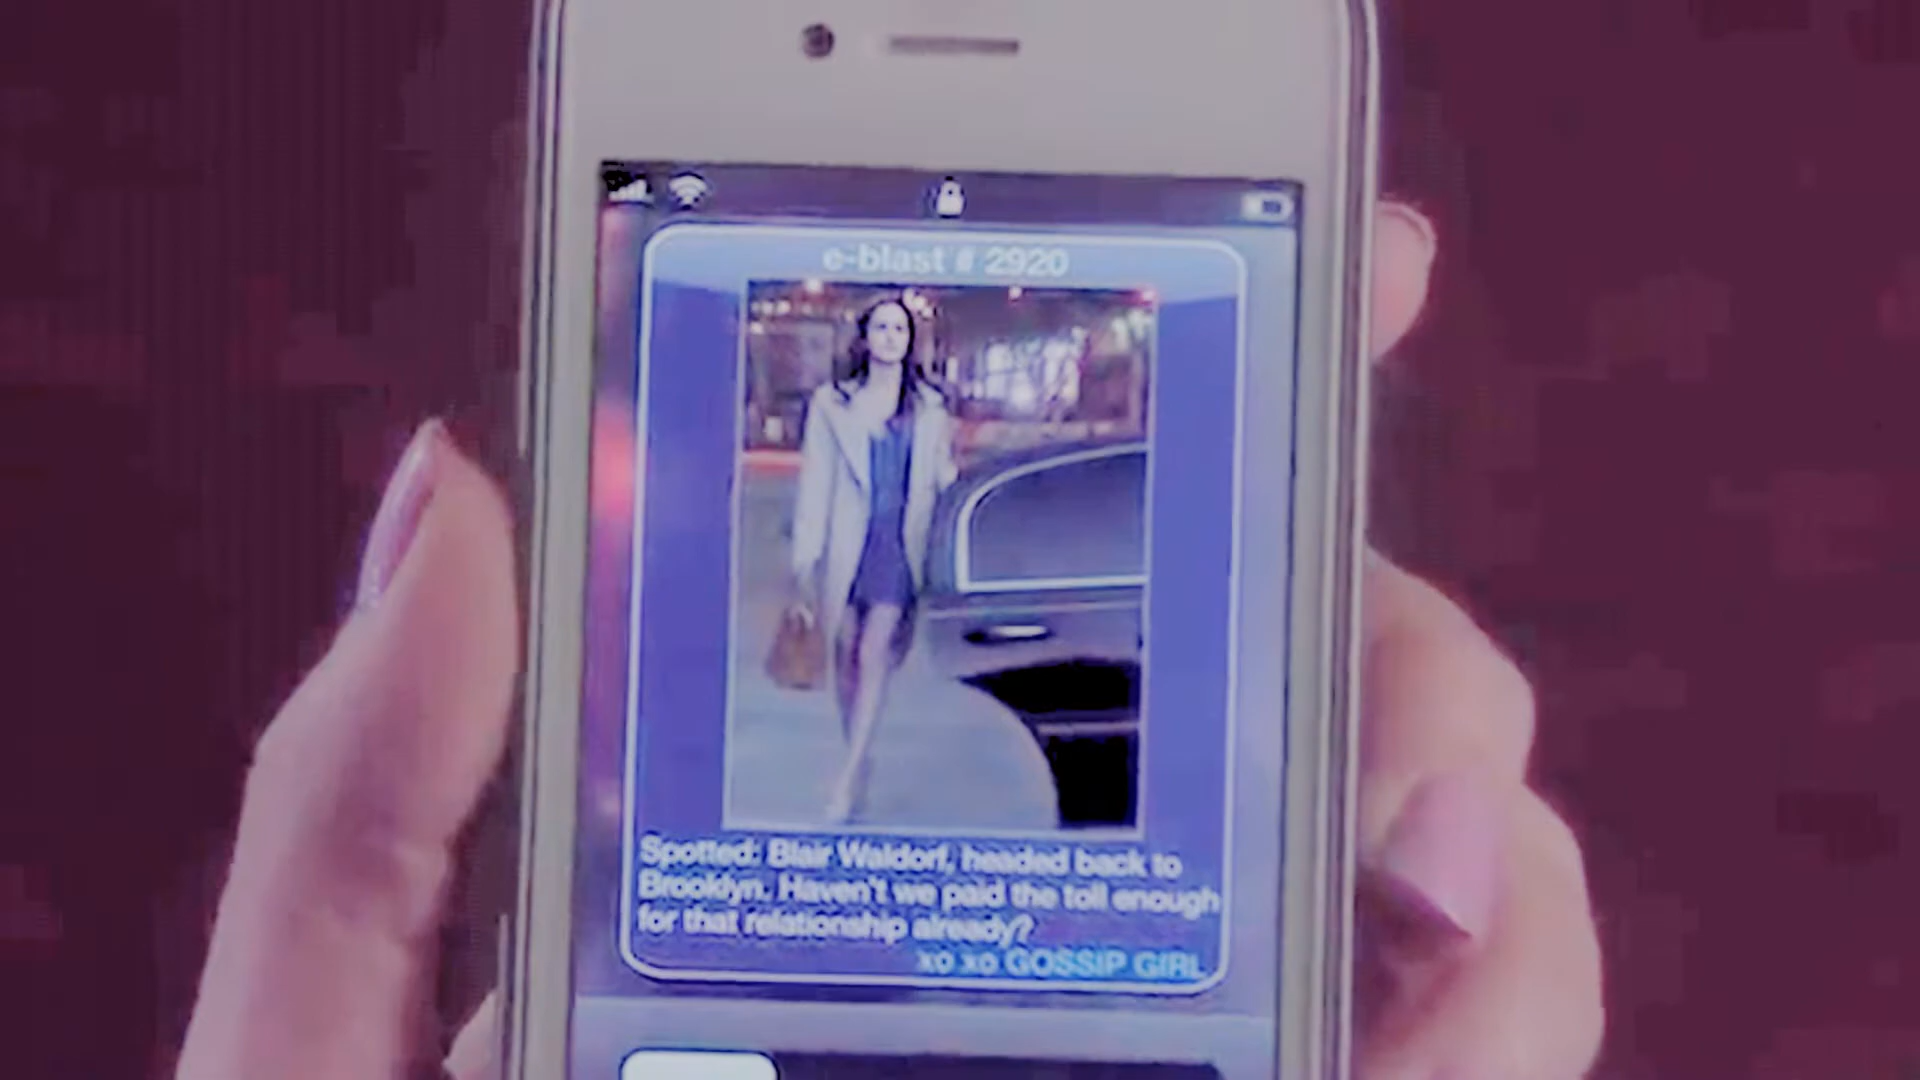 e-blast # 2920
Spotted: Blair Waldorf, headed back to
Brooklyn. Haven't we paid the toll enough
for that relationship already?
xo xo GOSSIP GIRL